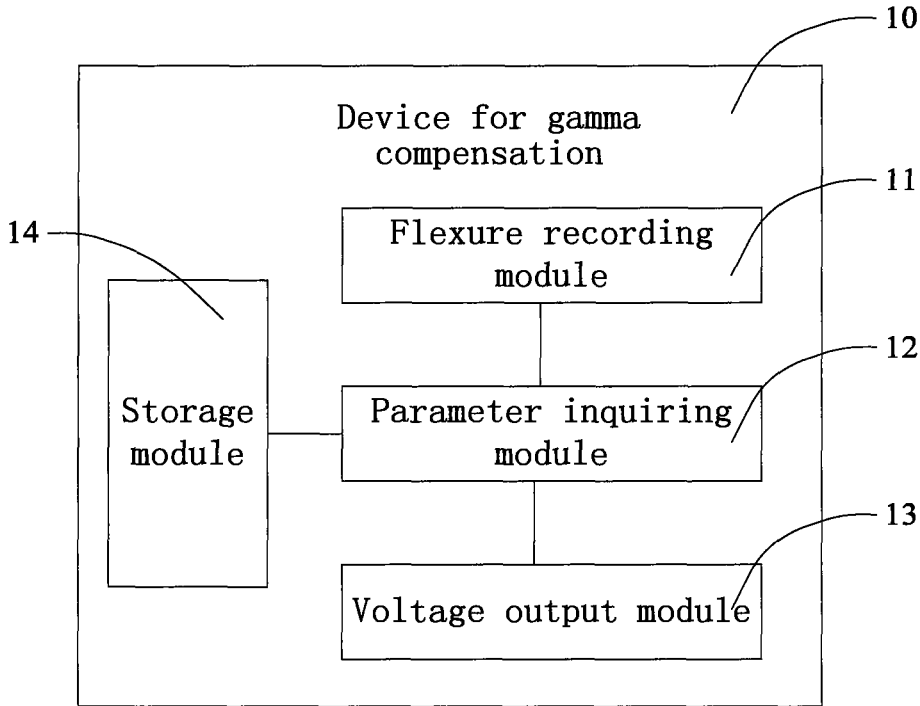 10
Device for gamma
compensation
11
Flexure recording
module
14
12
Storage
module
Parameter inquiring
module
13
Voltage output module